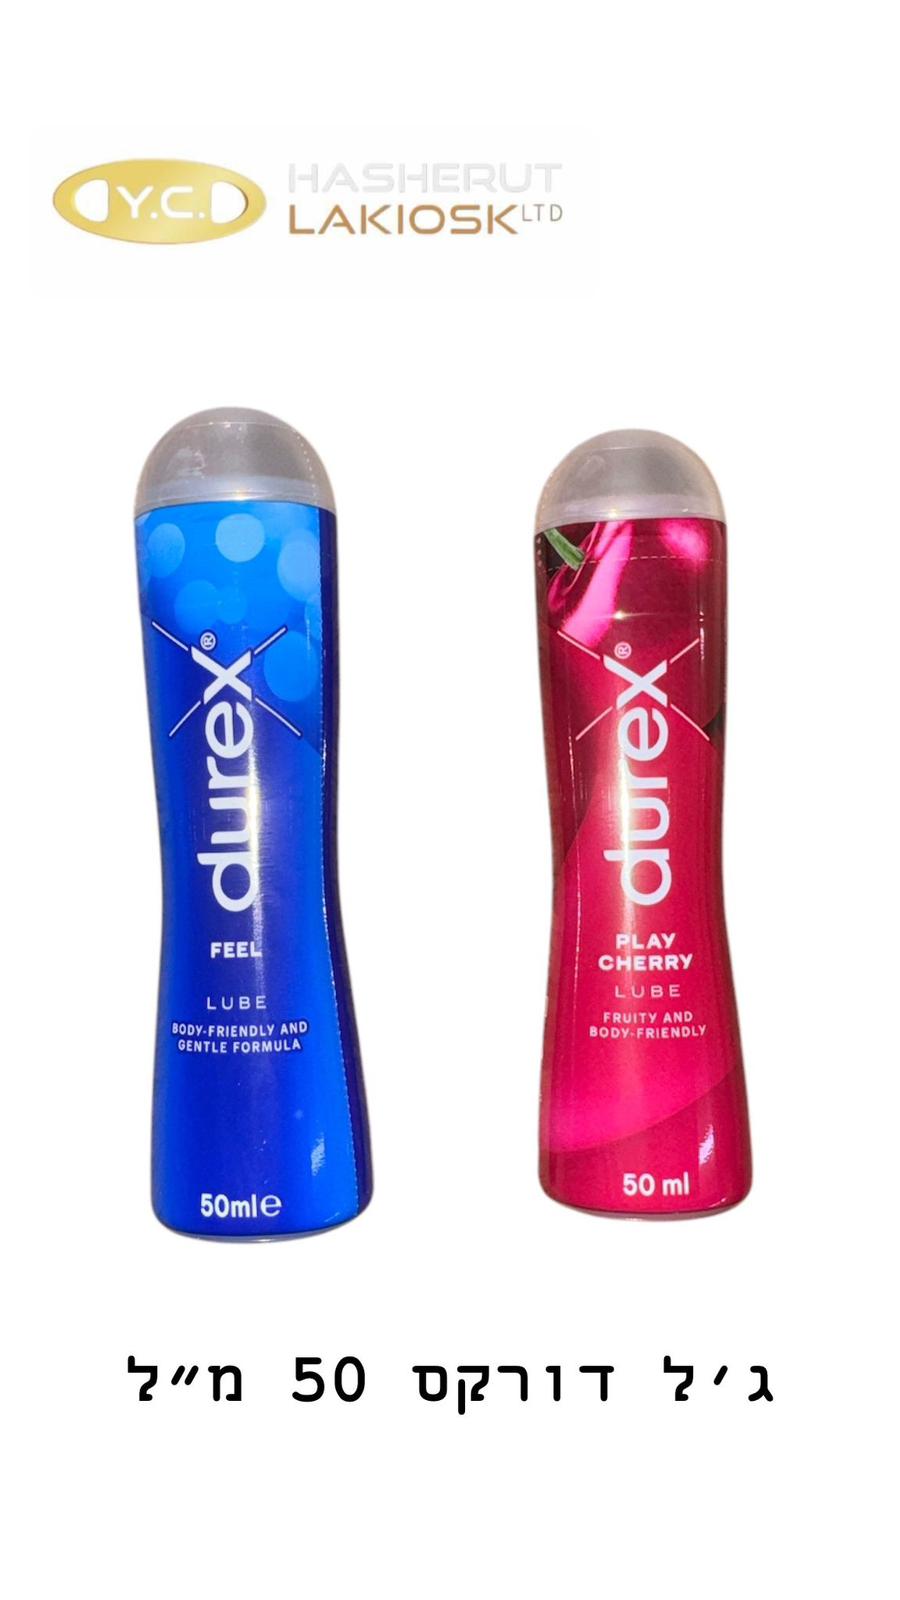 Y.C.
HASHERUT
LAKIOSK LTD
durex®
FEEL
LUBE
BODY-FRIENDLY AND
GENTLE FORMULA
50ml℮
durex®
PLAY
CHERRY
LUBE
FRUITY AND
BODY-FRIENDLY
50 ml
ג׳ל דורקס 50 מ״ל